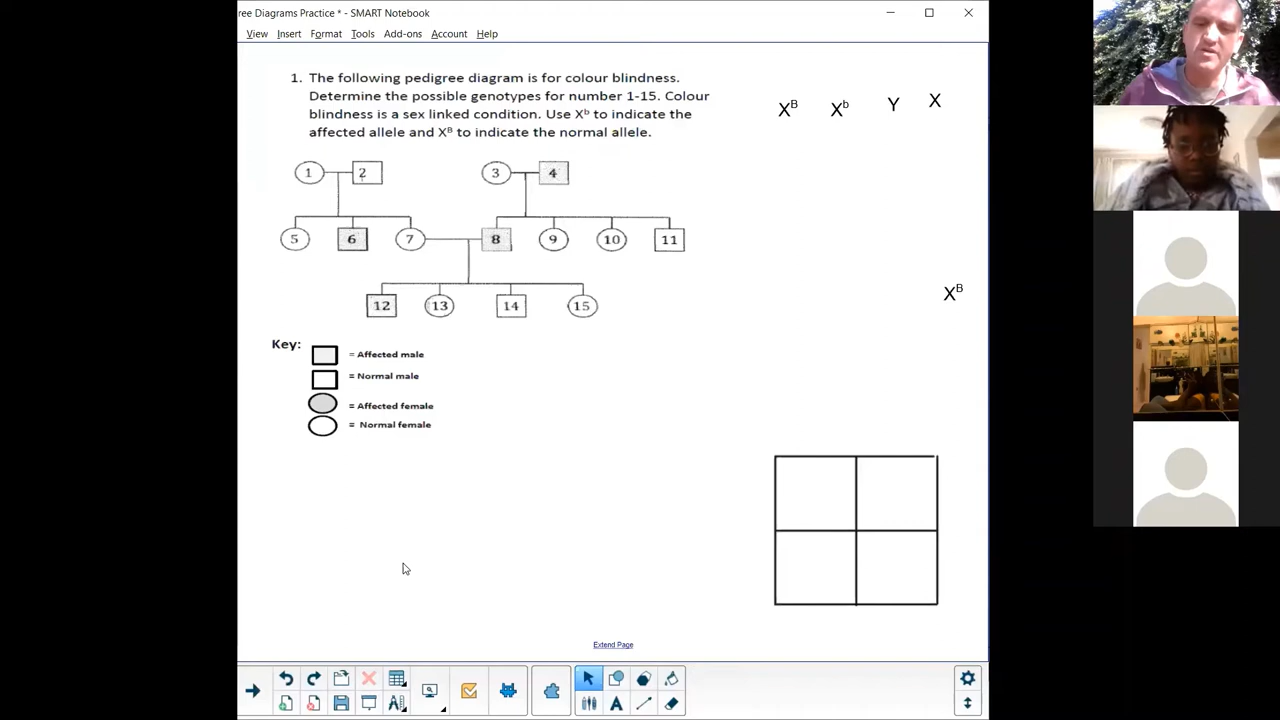 ree Diagrams Practice * - SMART Notebook
View Insert Format Tools Add-ons Account Help
1. The following pedigree diagram is for colour blindness.
Determine the possible genotypes for number 1-15. Colour
blindness is a sex linked condition. Use Xᵇ to indicate the
affected allele and Xᴮ to indicate the normal allele.
Xᴮ Xᵇ Y X
1 2 3 4
5 6 7 8 9 10 11
Xᴮ
12 13 14 15
Key:
= Affected male
= Normal male
= Affected female
= Normal female
Extend Page
A